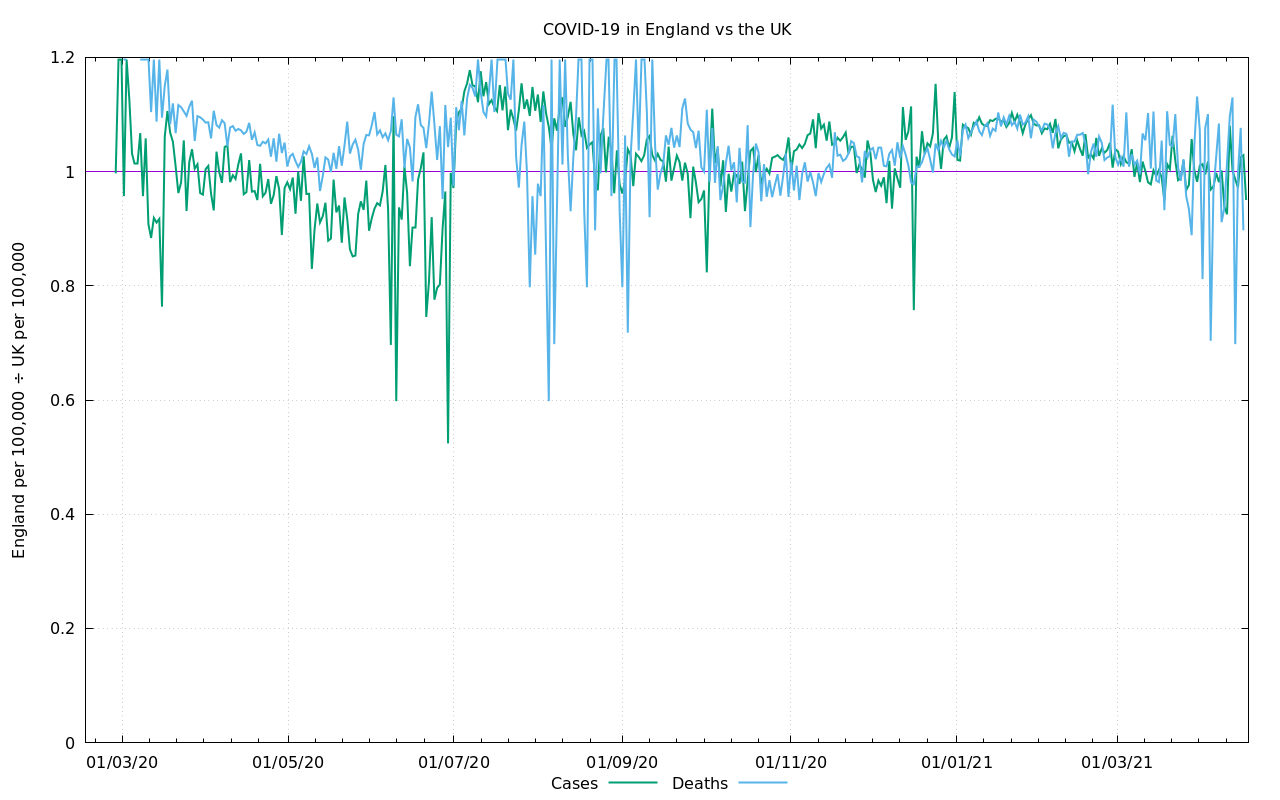 COVID-19 in England vs the UK
England per 100,000 ÷ UK per 100,000
1.2
1
0.8
0.6
0.4
0.2
0
01/03/20 01/05/20 01/07/20 01/09/20 01/11/20 01/01/21 01/03/21
Cases Deaths